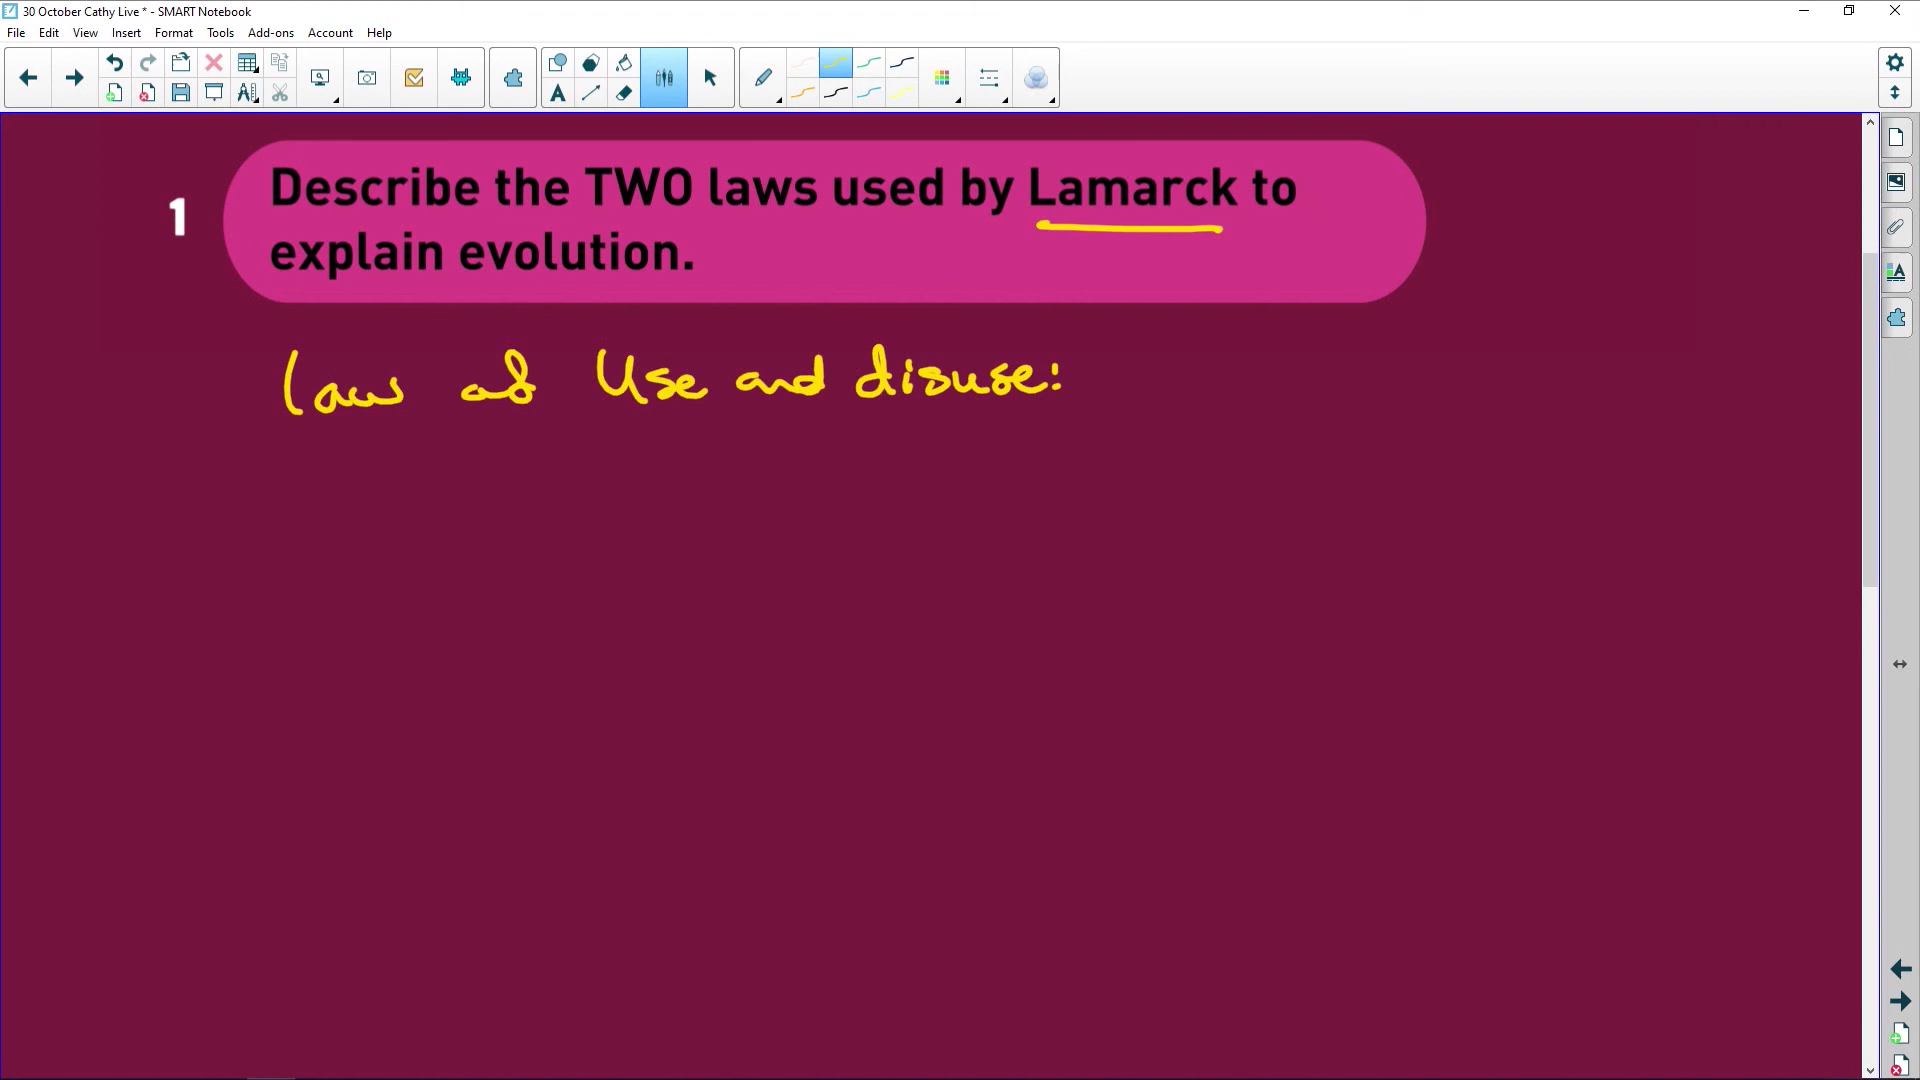 30 October Cathy Live * - SMART Notebook
File Edit View Insert Format Tools Add-ons Account Help
1
Describe the TWO laws used by Lamarck to
explain evolution.
Law of Use and disuse: